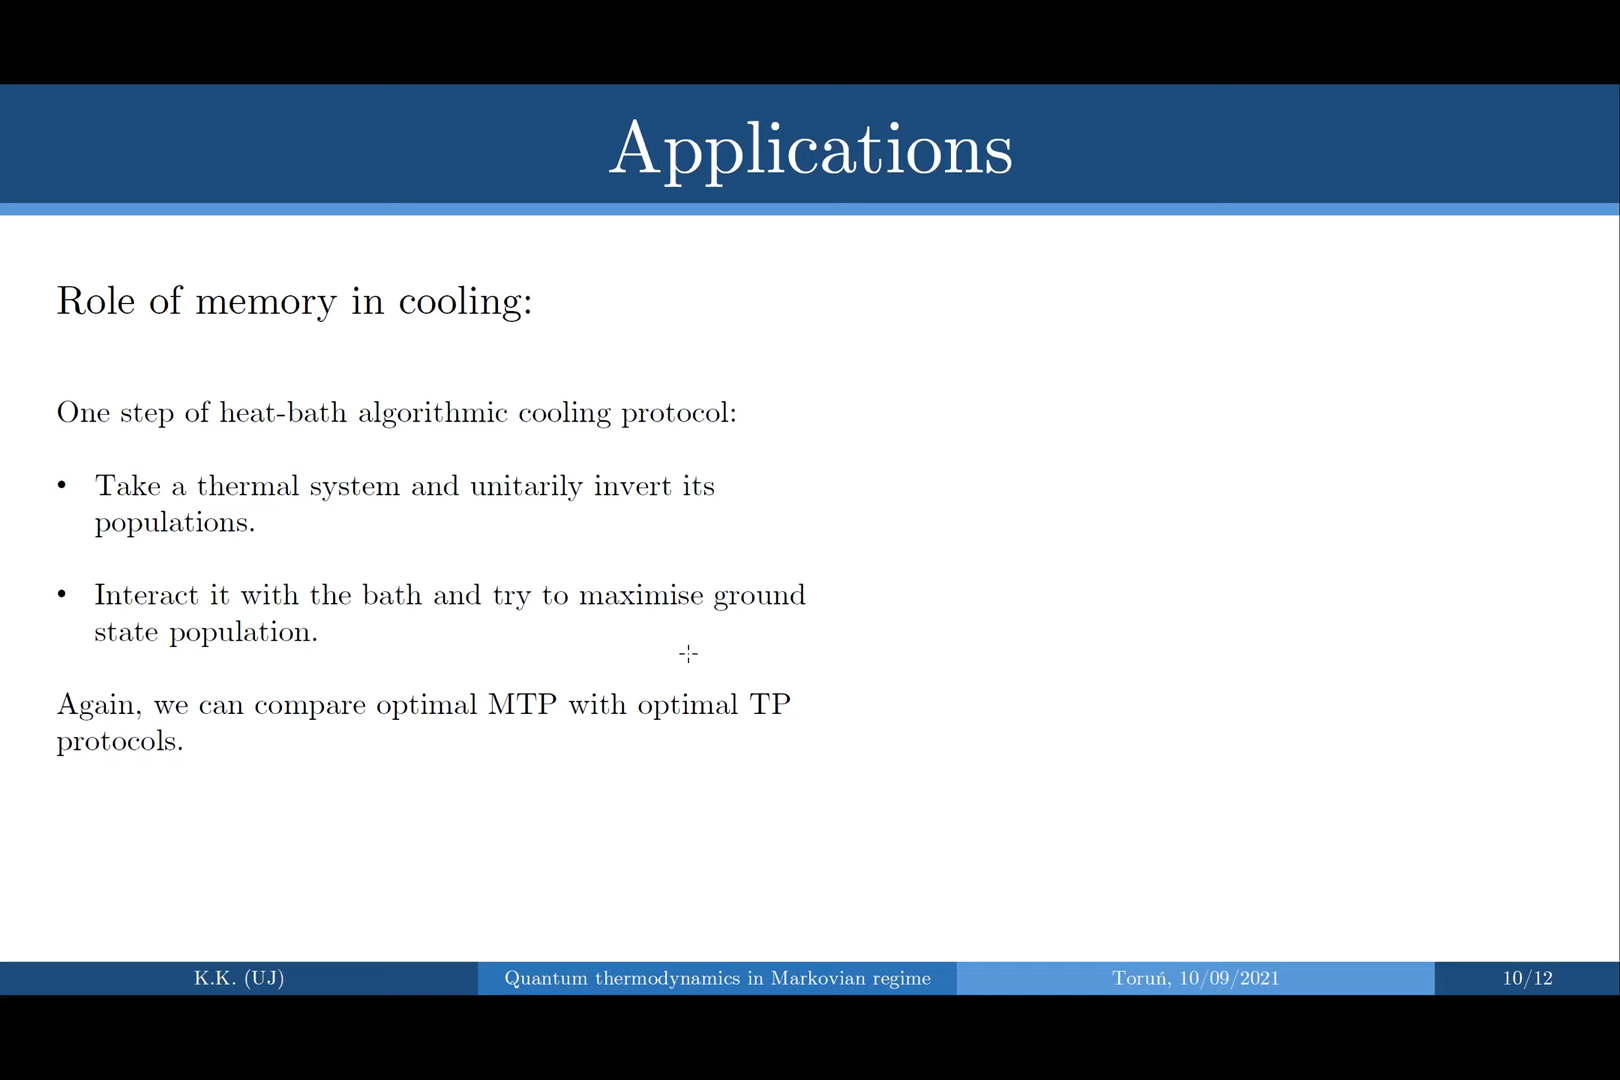 Applications
Role of memory in cooling:
One step of heat-bath algorithmic cooling protocol:
• Take a thermal system and unitarily invert its
populations.
• Interact it with the bath and try to maximise ground
state population.
Again, we can compare optimal MTP with optimal TP
protocols.
K.K. (UJ)
Quantum thermodynamics in Markovian regime
Toruń, 10/09/2021
10/12